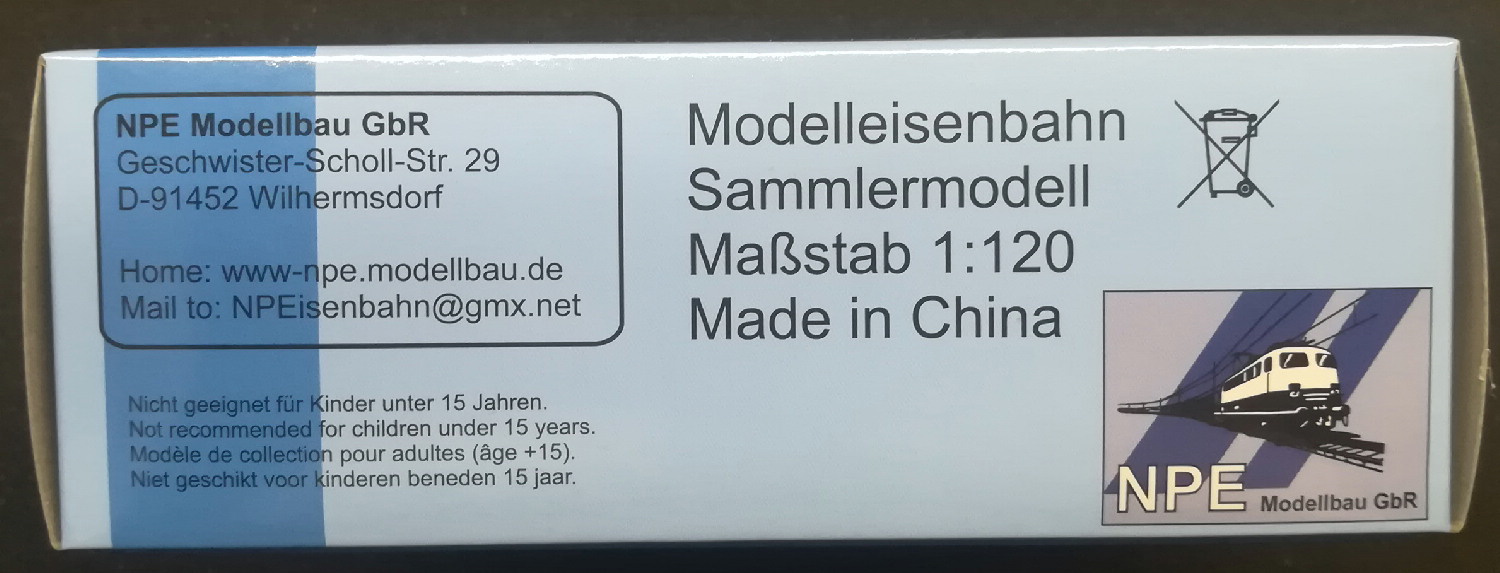 NPE Modellbau GbR
Geschwister-Scholl-Str. 29
D-91452 Wilhermsdorf
Home: www-npe.modellbau.de
Mail to: NPEisenbahn@gmx.net
Nicht geeignet für Kinder unter 15 Jahren.
Not recommended for children under 15 years.
Modèle de collection pour adultes (âge +15).
Niet geschikt voor kinderen beneden 15 jaar.
Modelleisenbahn
Sammlermodell
Maßstab 1:120
Made in China
NPE Modellbau GbR